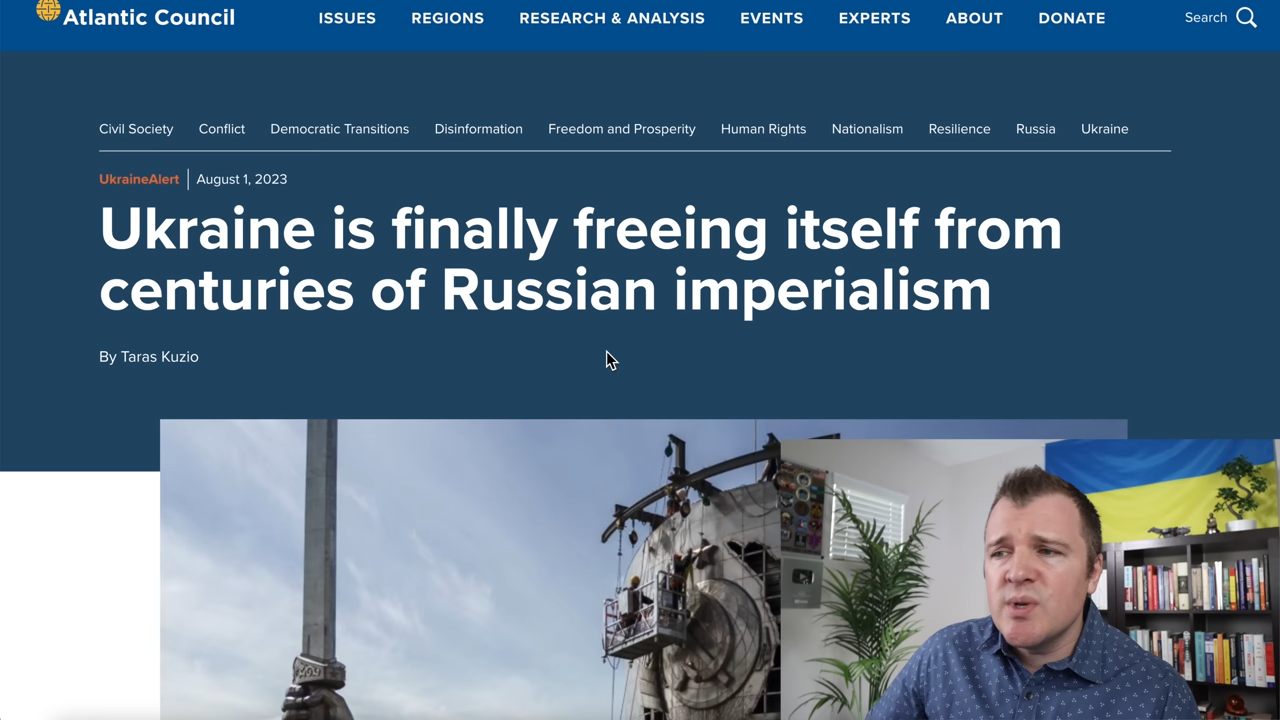 Atlantic Council
ISSUES REGIONS RESEARCH & ANALYSIS EVENTS EXPERTS ABOUT DONATE Search
Civil Society Conflict Democratic Transitions Disinformation Freedom and Prosperity Human Rights Nationalism Resilience Russia Ukraine
UkraineAlert August 1, 2023
Ukraine is finally freeing itself from
centuries of Russian imperialism
By Taras Kuzio